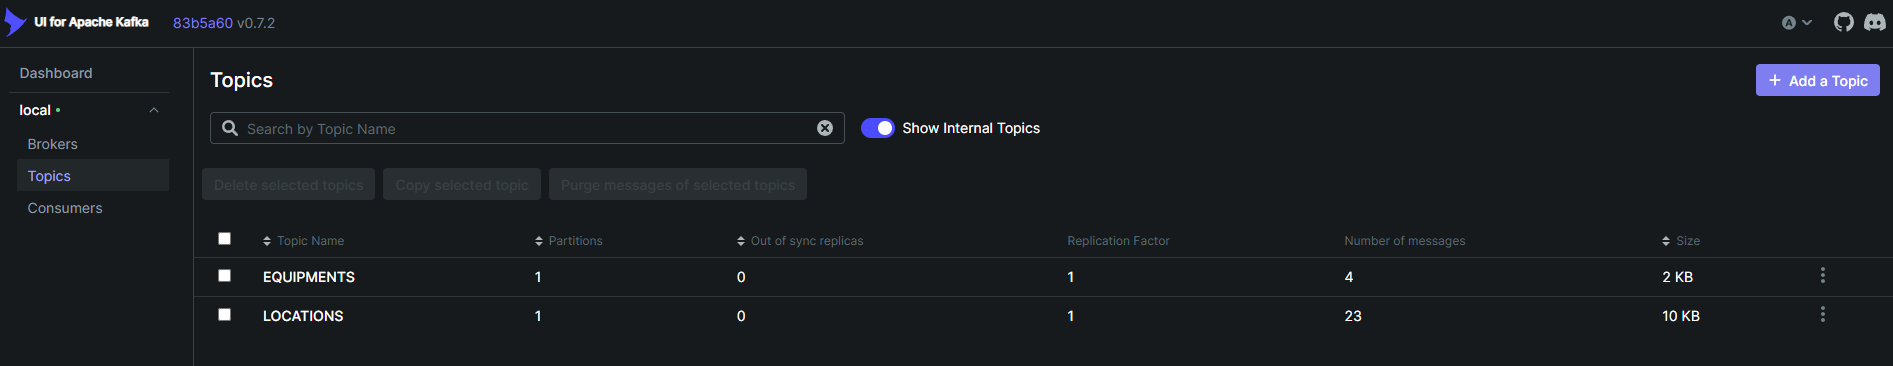 UI for Apache Kafka 83b5a60 v0.7.2 A
Dashboard
local
Brokers
Topics
Consumers
Topics
+ Add a Topic
Search by Topic Name
Show Internal Topics
Delete selected topics Copy selected topic Purge messages of selected topics
Topic Name Partitions Out of sync replicas Replication Factor Number of messages Size
EQUIPMENTS 1 0 1 4 2 KB
LOCATIONS 1 0 1 23 10 KB